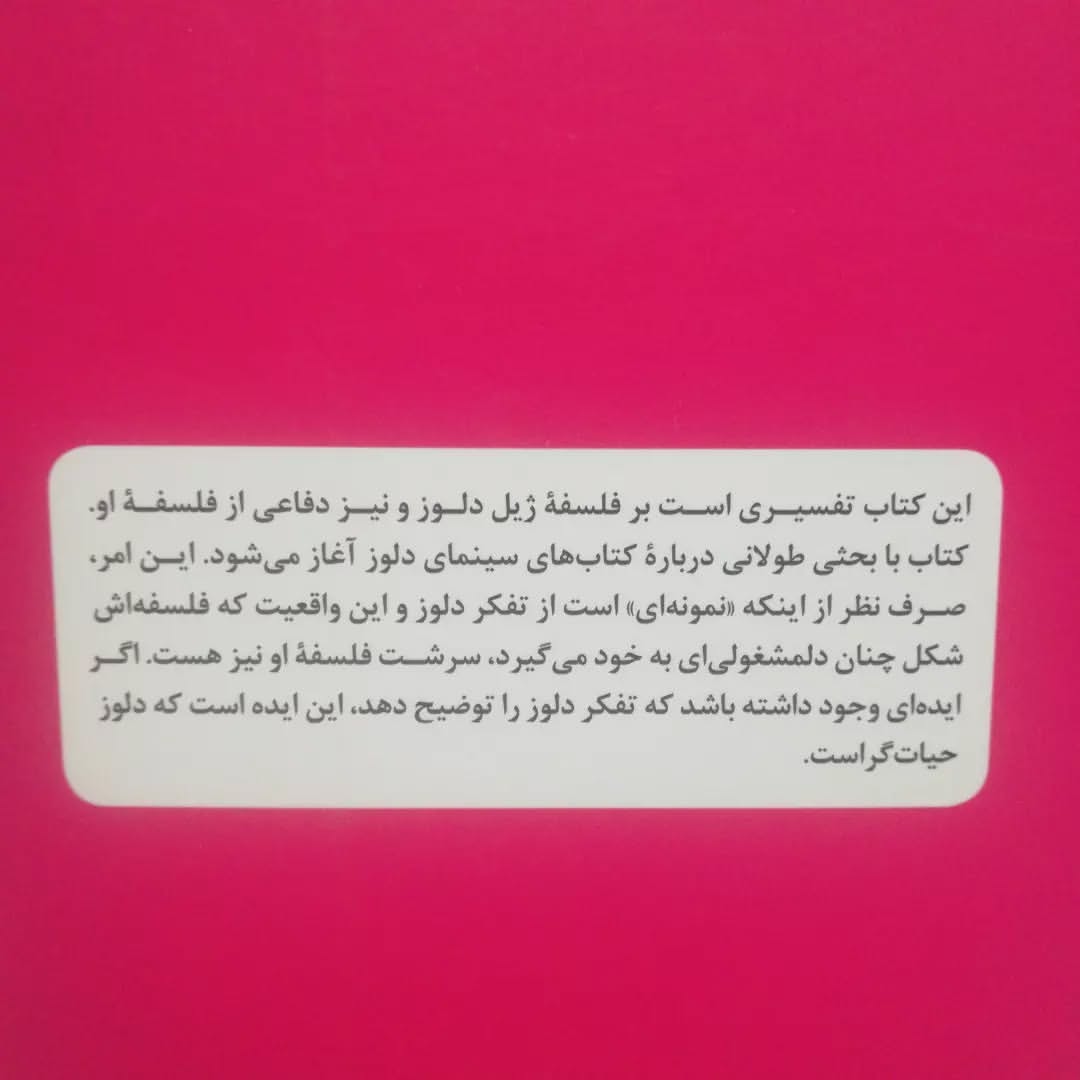 این کتاب تفسیری است بر فلسفهٔ ژیل دلوز و نیز دفاعی از فلسفهٔ او.
کتاب با بحثی طولانی دربارهٔ کتاب‌های سینمای دلوز آغاز می‌شود. این امر،
صرف نظر از اینکه «نمونه‌ای» است از تفکر دلوز و این واقعیت که فلسفه‌اش
شکل چنان دلمشغولی‌ای به خود می‌گیرد، سرشت فلسفهٔ او نیز هست. اگر
ایده‌ای وجود داشته باشد که تفکر دلوز را توضیح دهد، این ایده است که دلوز
حیات‌گراست.